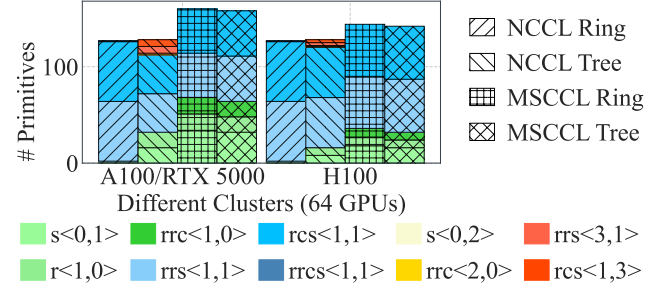 # Primitives
100
0
A100/RTX 5000
H100
Different Clusters (64 GPUs)
NCCL Ring
NCCL Tree
MSCCL Ring
MSCCL Tree
s<0,1>
rrc<1,0>
rcs<1,1>
s<0,2>
rrs<3,1>
r<1,0>
rrs<1,1>
rrcs<1,1>
rrc<2,0>
rcs<1,3>